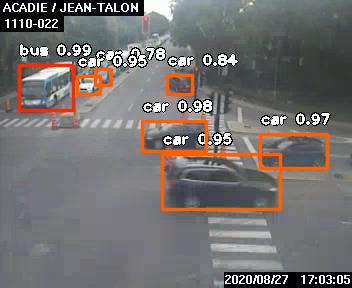 ACADIE / JEAN-TALON
1110-022
bus 0.99
car 0.95
car 0.78
car 0.84
car 0.98
car 0.95
car 0.97
2020/08/27 17:03:05